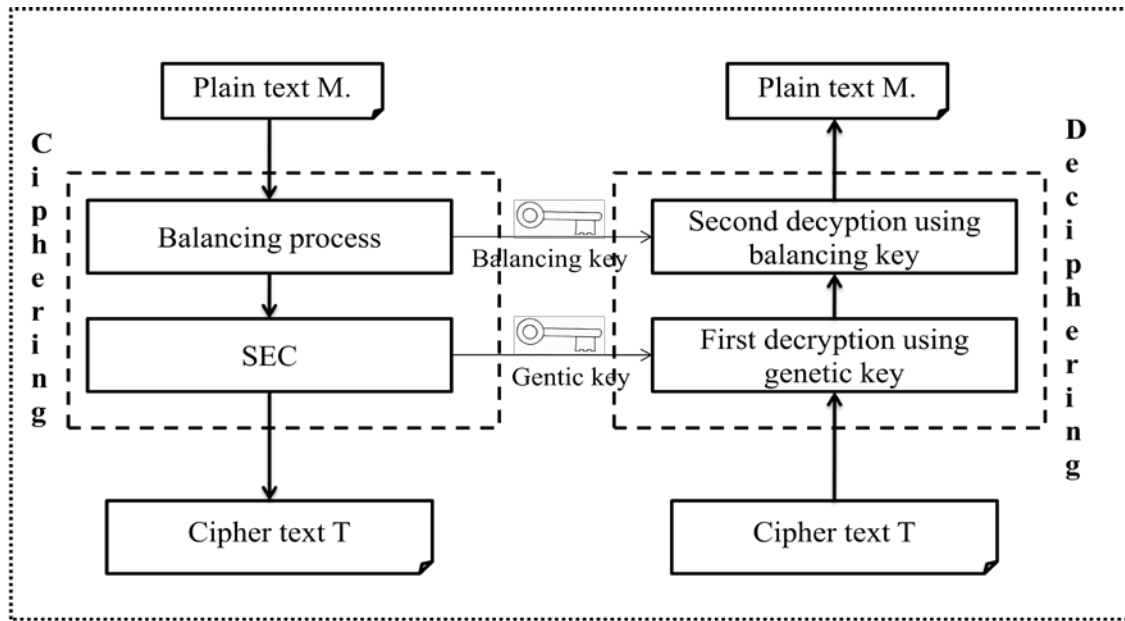 Plain text M.
Plain text M.
Ciphering
Deciphering
Balancing process
Balancing key
Second decyption using
balancing key
SEC
Gentic key
First decryption using
genetic key
Cipher text T
Cipher text T